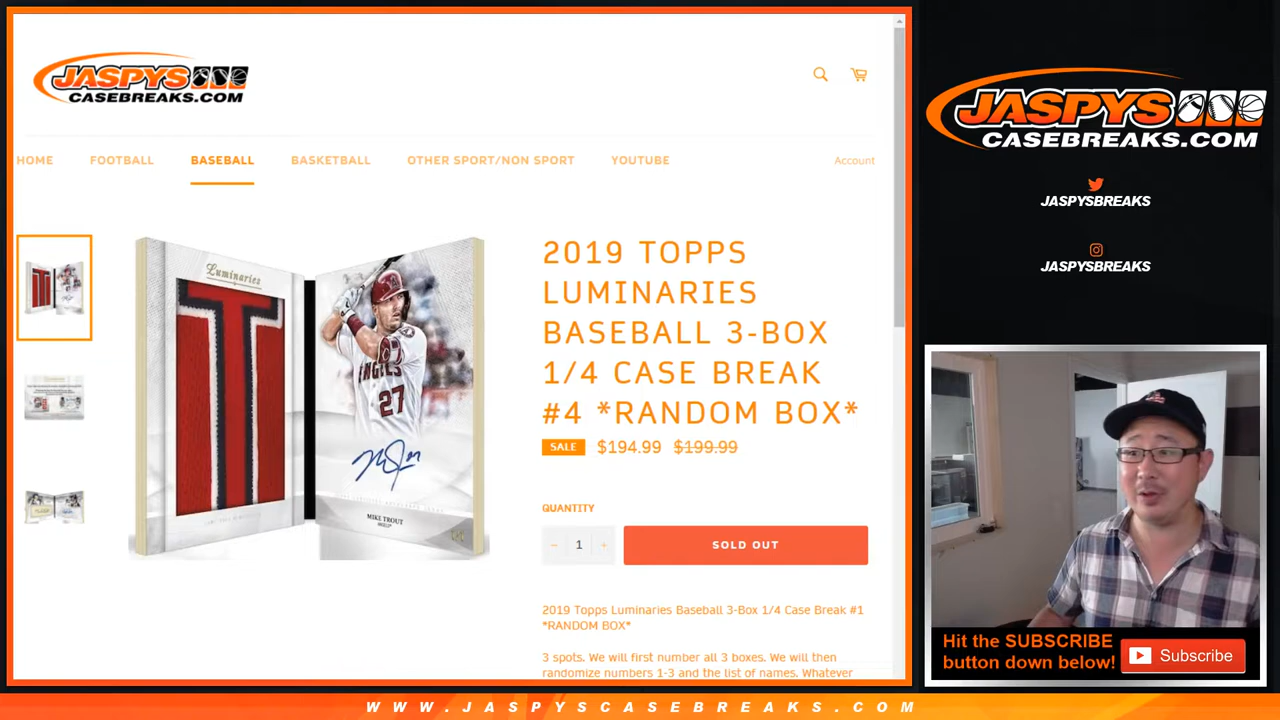 JASPYS
CASEBREAKS.COM
HOME FOOTBALL BASEBALL BASKETBALL OTHER SPORT/NON SPORT YOUTUBE Account
Luminaries
ANGELS
27
MIKE TROUT
2019 TOPPS
LUMINARIES
BASEBALL 3-BOX
1/4 CASE BREAK
#4 *RANDOM BOX*
SALE $194.99 $199.99
QUANTITY
− 1 + SOLD OUT
2019 Topps Luminaries Baseball 3-Box 1/4 Case Break #1
*RANDOM BOX*
3 spots. We will first number all 3 boxes. We will then
randomize numbers 1-3 and the list of names. Whatever
JASPYS
CASEBREAKS.COM
JASPYSBREAKS
JASPYSBREAKS
Hit the SUBSCRIBE
button down below!
Subscribe
WWW.JASPYSCASEBREAKS.COM